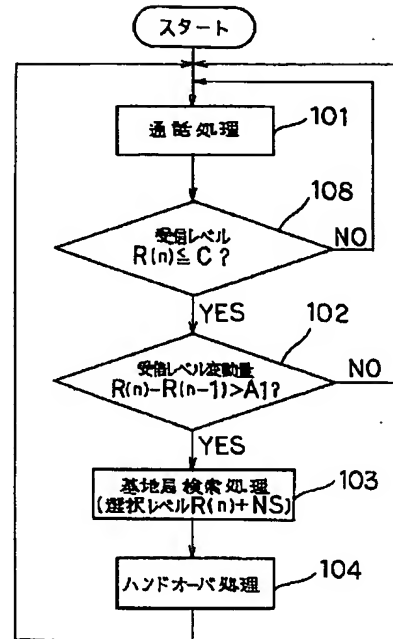 スタート
通話処理
101
108
受信レベル
R(n)≦C?
NO
YES
102
受信レベル変動量
R(n)-R(n-1)>A1?
NO
YES
103
基地局検索処理
(選択レベルR(n)+NS)
104
ハンドオーバ処理